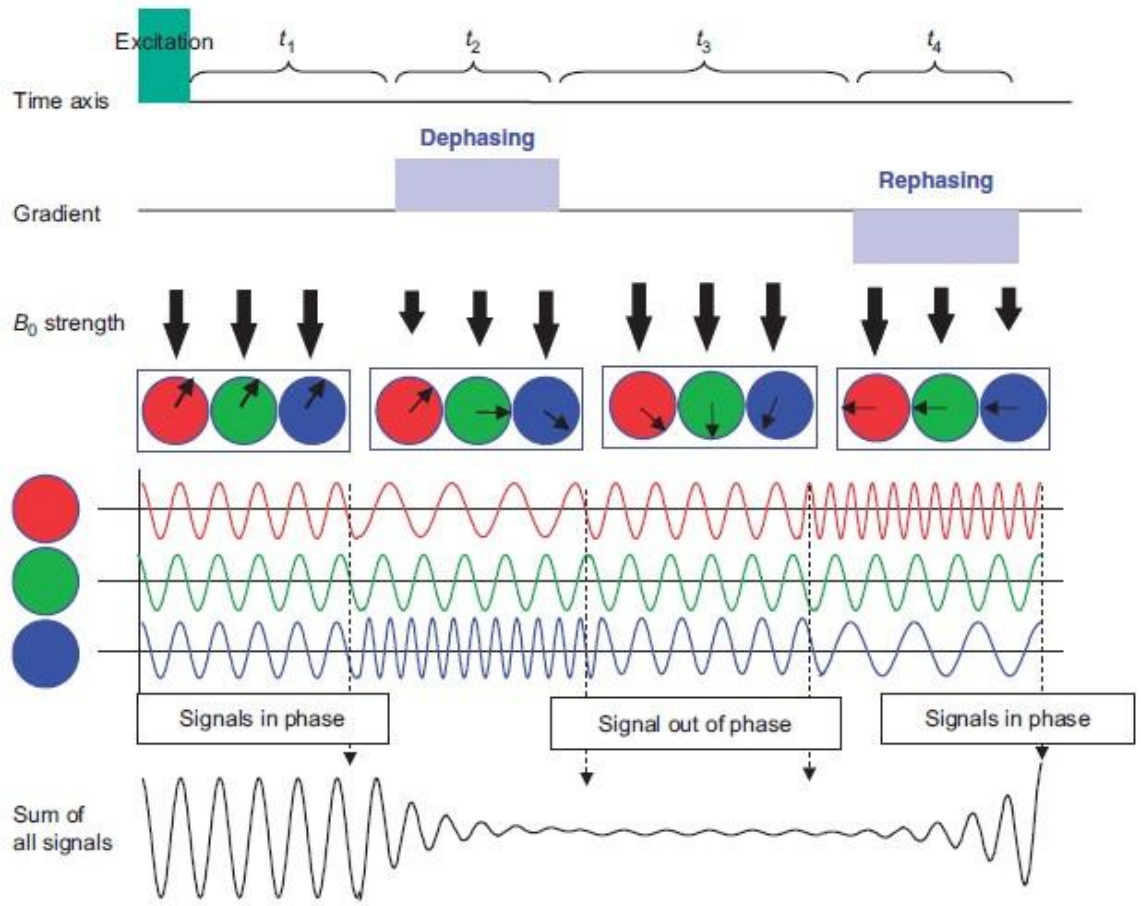 Excitation
t1
t2
t3
t4
Time axis
Dephasing
Rephasing
Gradient
B0 strength
Signals in phase
Signal out of phase
Signals in phase
Sum of
all signals